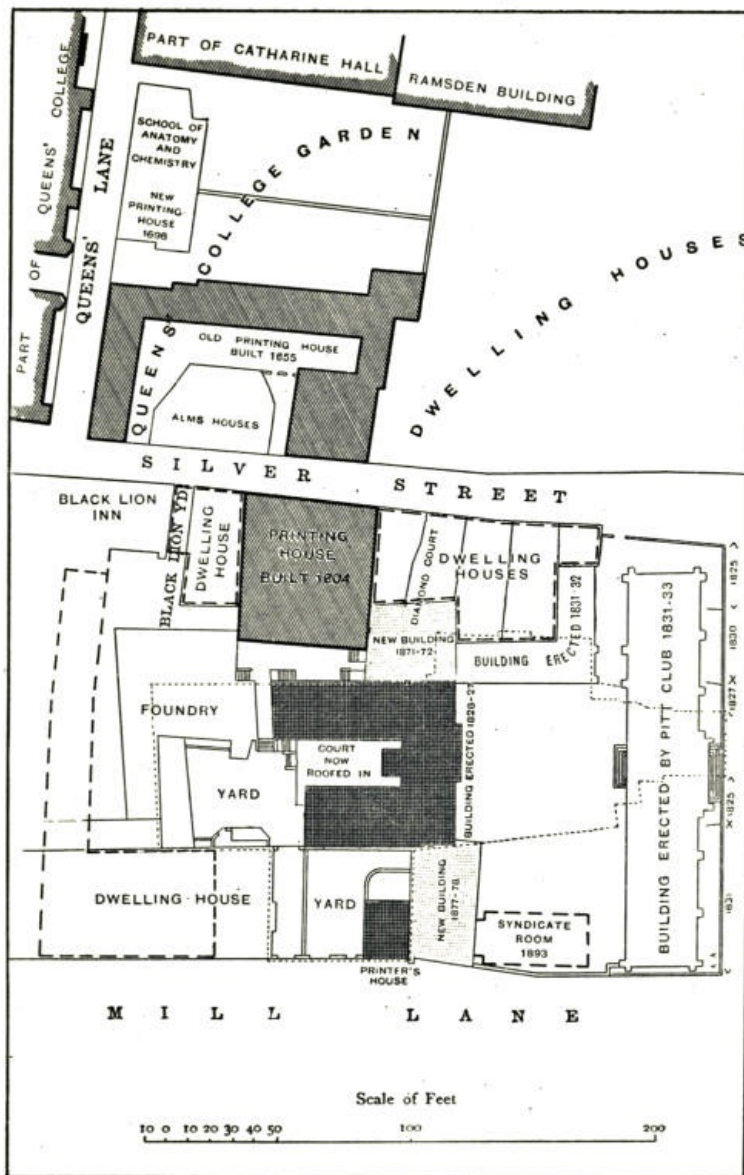 PART OF CATHARINE HALL
RAMSDEN BUILDING
PART OF QUEENS' COLLEGE
QUEENS' LANE
SCHOOL OF
ANATOMY
AND
CHEMISTRY
NEW
PRINTING
HOUSE
1698
QUEENS' COLLEGE GARDEN
DWELLING HOUSES
OLD PRINTING HOUSE
BUILT 1655
ALMS HOUSES
SILVER STREET
BLACK LION
INN
BLACK LION YD
DWELLING
HOUSE
PRINTING
HOUSE
BUILT 1804
DIAMOND COURT
DWELLING
HOUSES
NEW BUILDING
1871-72
BUILDING ERECTED 1831-32
BUILDING ERECTED BY PITT CLUB 1831-33
1825
1830
1827
1825
1831
FOUNDRY
COURT
NOW
ROOFED IN
BUILDING ERECTED 1826-27
YARD
DWELLING HOUSE
YARD
NEW BUILDING
1877-78
SYNDICATE
ROOM
1893
PRINTER'S
HOUSE
MILL LANE
Scale of Feet
10 0 10 20 30 40 50 100 200